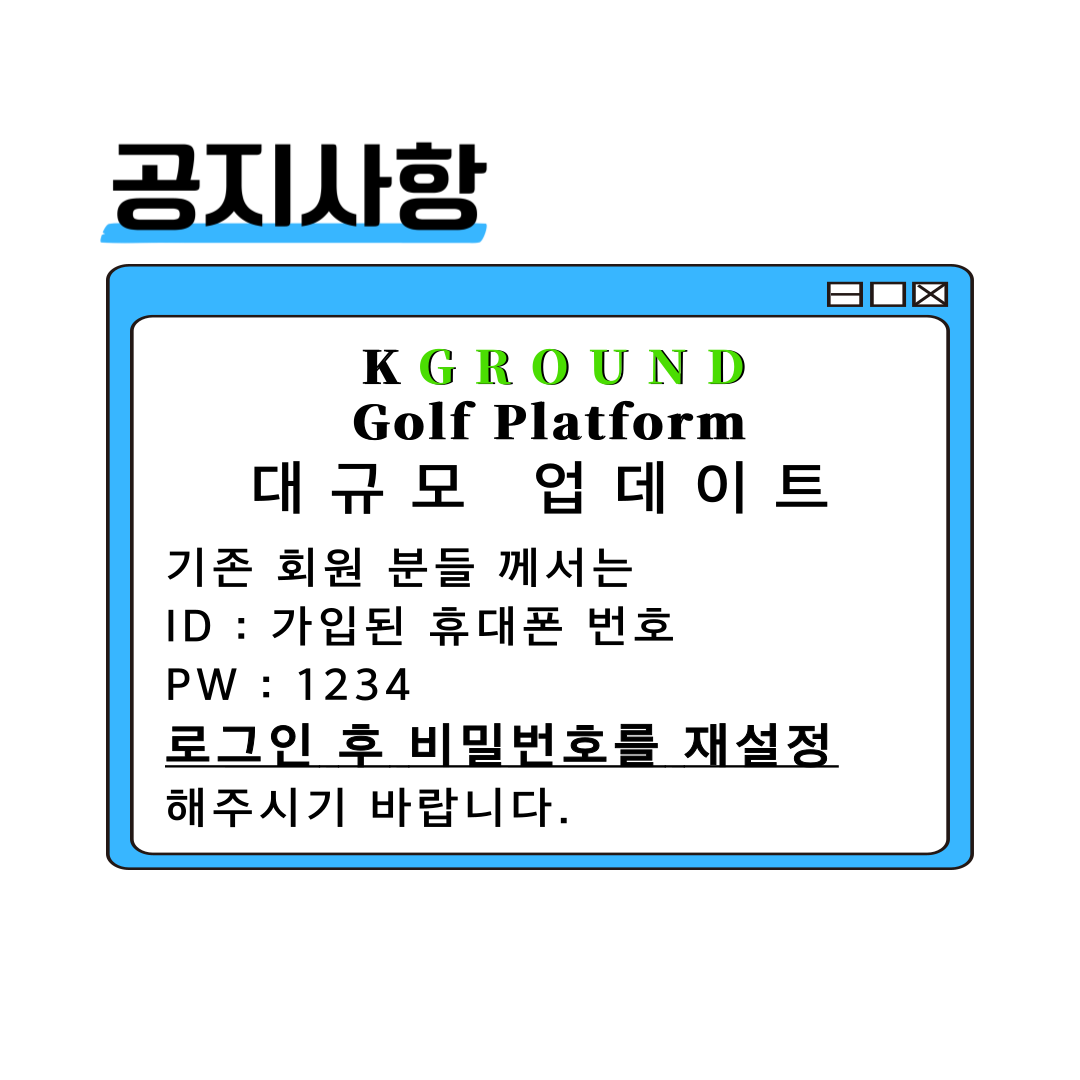 공지사항
K GROUND
Golf Platform
대규모 업데이트
기존 회원 분들 께서는
ID : 가입된 휴대폰 번호
PW : 1234
로그인 후 비밀번호를 재설정
해주시기 바랍니다.